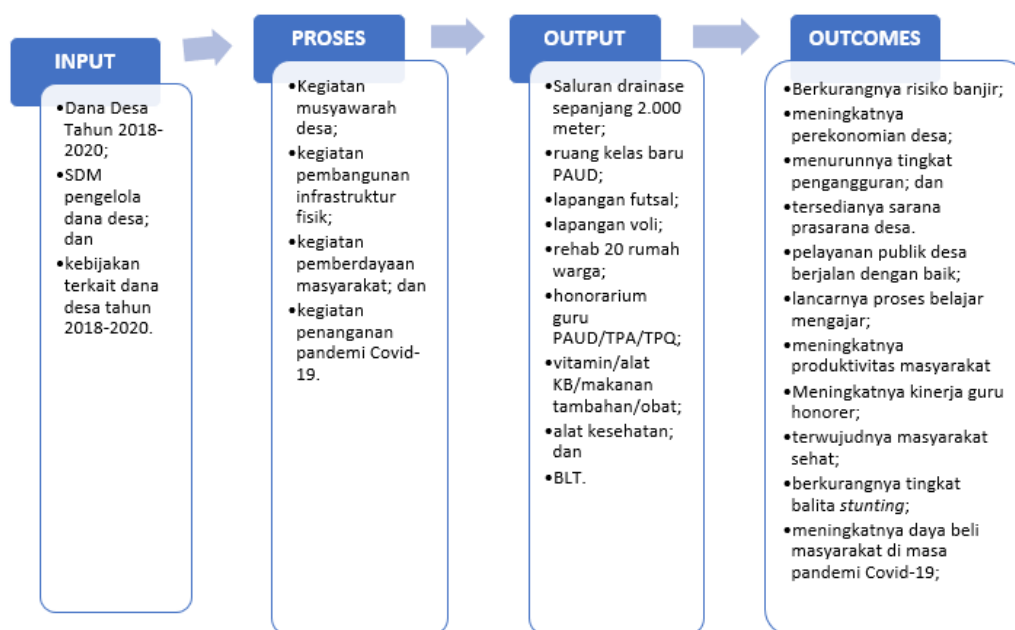 INPUT
•Dana Desa
Tahun 2018-
2020;
•SDM
pengelola
dana desa;
dan
•kebijakan
terkait dana
desa tahun
2018-2020.
PROSES
•Kegiatan
musyawarah
desa;
•kegiatan
pembangunan
infrastruktur
fisik;
•kegiatan
pemberdayaan
masyarakat; dan
•kegiatan
penanganan
pandemi Covid-
19.
OUTPUT
•Saluran drainase
sepanjang 2.000
meter;
•ruang kelas baru
PAUD;
•lapangan futsal;
•lapangan voli;
•rehab 20 rumah
warga;
•honorarium
guru
PAUD/TPA/TPQ;
•vitamin/alat
KB/makanan
tambahan/obat;
•alat kesehatan;
dan
•BLT.
OUTCOMES
•Berkurangnya risiko banjir;
•meningkatnya
perekonomian desa;
•menurunnya tingkat
pengangguran; dan
•tersedianya sarana
prasarana desa.
•pelayanan publik desa
berjalan dengan baik;
•lancarnya proses belajar
mengajar;
•meningkatnya
produktivitas masyarakat
•Meningkatnya kinerja guru
honorer;
•terwujudnya masyarakat
sehat;
•berkurangnya tingkat
balita stunting;
•meningkatnya daya beli
masyarakat di masa
pandemi Covid-19;